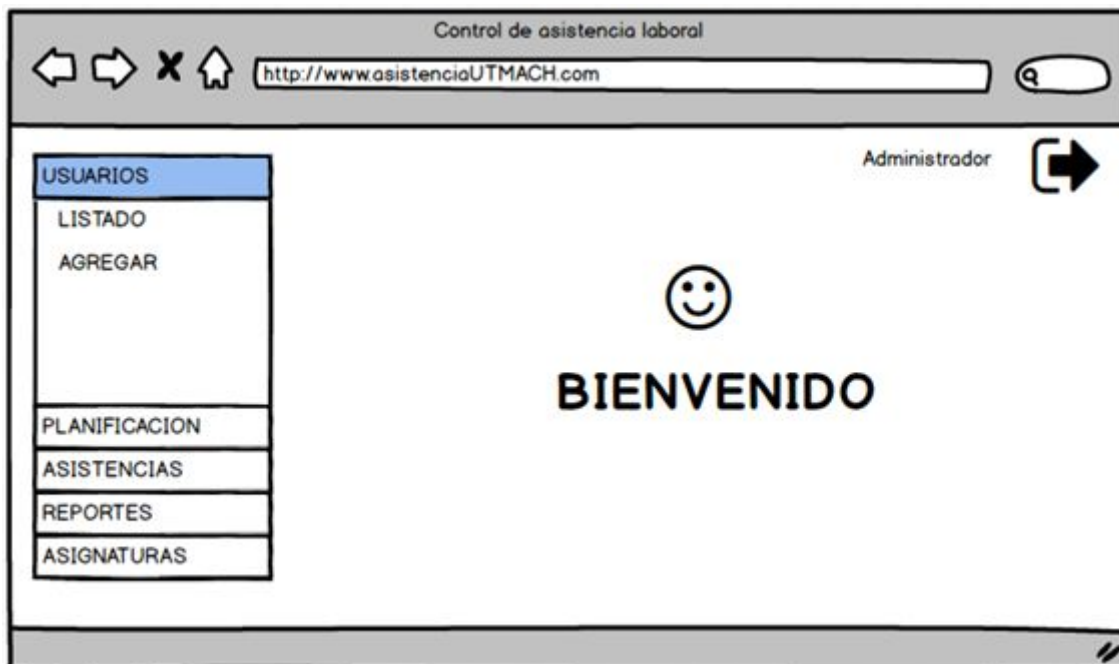 Control de asistencia laboral
http://www.asistenciaUTMACH.com
Administrador
USUARIOS
LISTADO
AGREGAR
PLANIFICACION
ASISTENCIAS
REPORTES
ASIGNATURAS
BIENVENIDO